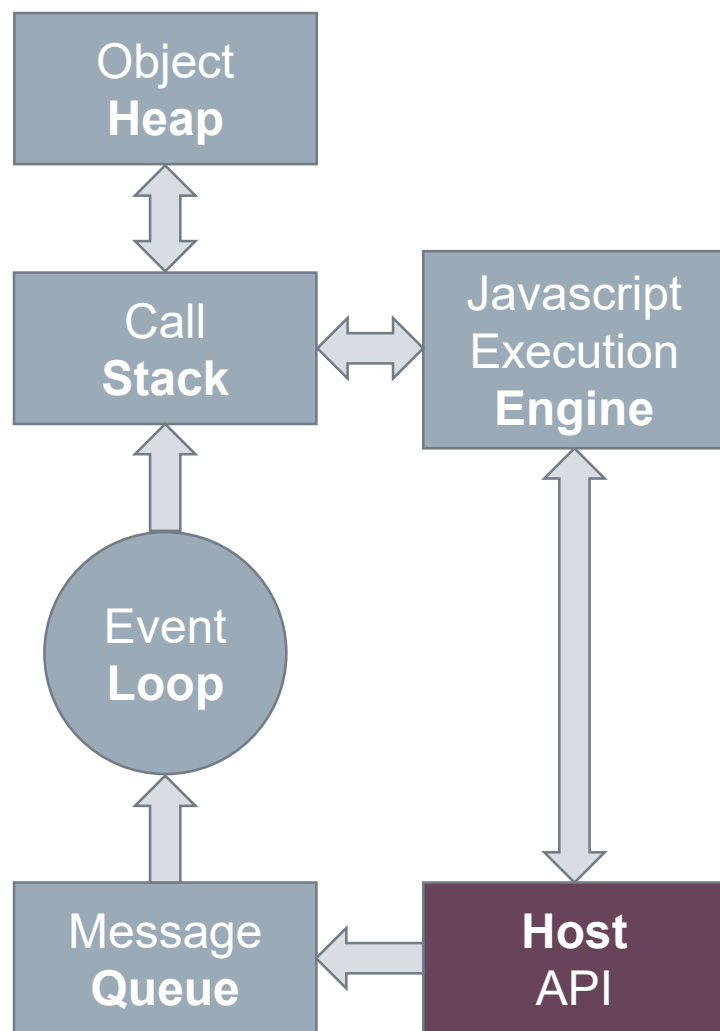 Object
Heap
Call
Stack
Javascript
Execution
Engine
Event
Loop
Message
Queue
Host
API